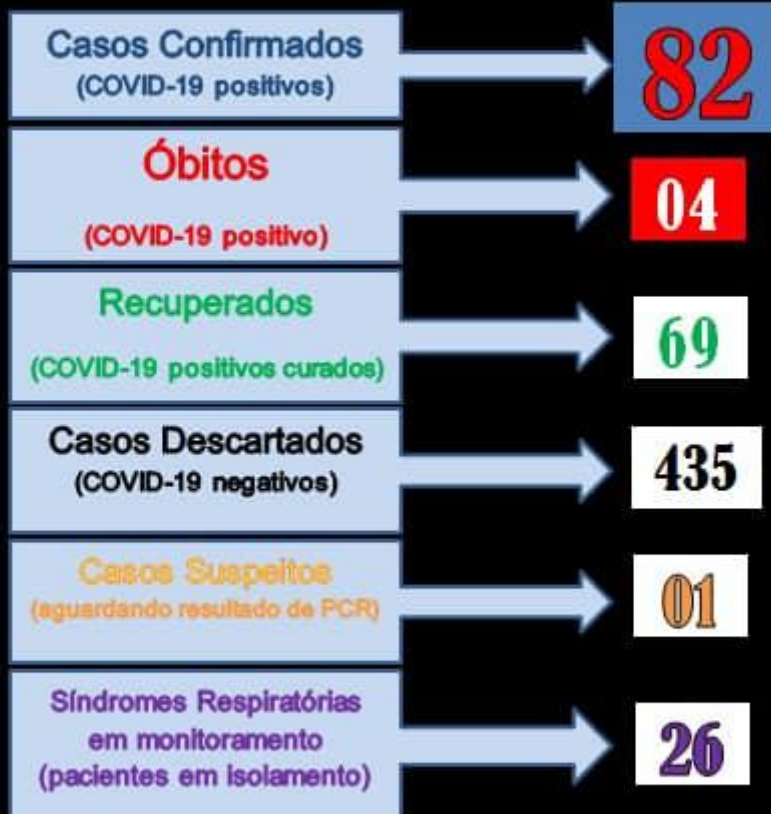 Casos Confirmados
(COVID-19 positivos)
82
Óbitos
(COVID-19 positivo)
04
Recuperados
(COVID-19 positivos curados)
69
Casos Descartados
(COVID-19 negativos)
435
Casos Suspeitos
(aguardando resultado de PCR)
01
Síndromes Respiratórias
em monitoramento
(pacientes em isolamento)
26